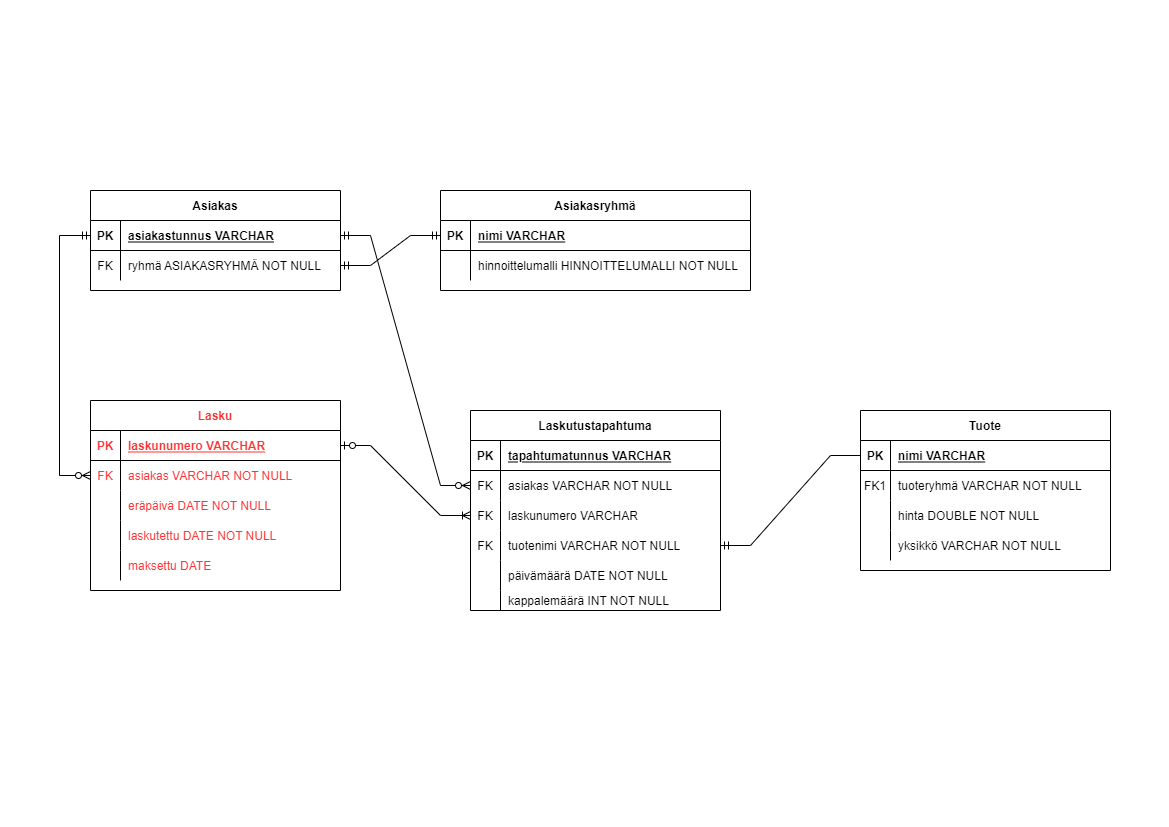 Asiakas
PK asiakastunnus VARCHAR
FK ryhmä ASIAKASRYHMÄ NOT NULL
Asiakasryhmä
PK nimi VARCHAR
hinnoittelumalli HINNOITTELUMALLI NOT NULL
Lasku
PK laskunumero VARCHAR
FK asiakas VARCHAR NOT NULL
eräpäivä DATE NOT NULL
laskutettu DATE NOT NULL
maksettu DATE
Laskutustapahtuma
PK tapahtumatunnus VARCHAR
FK asiakas VARCHAR NOT NULL
FK laskunumero VARCHAR
FK tuotenimi VARCHAR NOT NULL
päivämäärä DATE NOT NULL
kappalemäärä INT NOT NULL
Tuote
PK nimi VARCHAR
FK1 tuoteryhmä VARCHAR NOT NULL
hinta DOUBLE NOT NULL
yksikkö VARCHAR NOT NULL